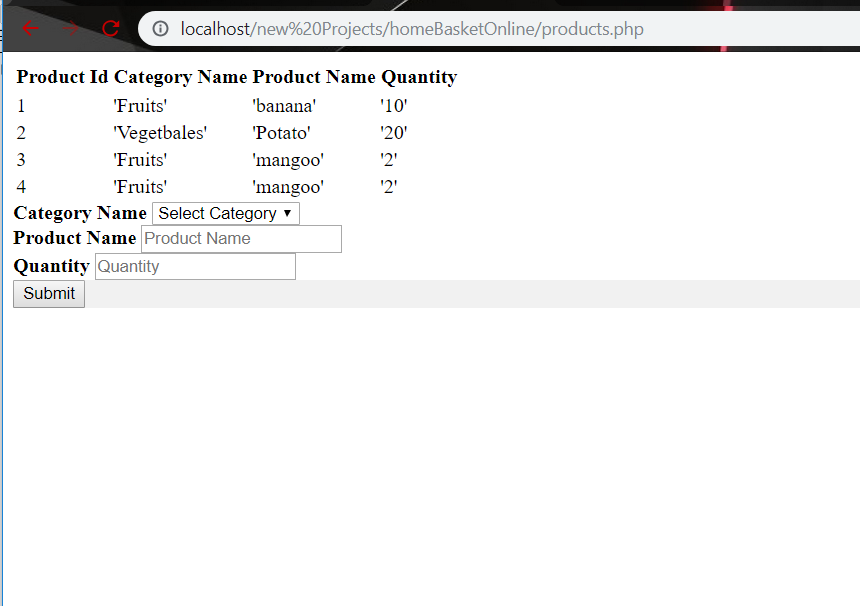 localhost/new%20Projects/homeBasketOnline/products.php
Product Id Category Name Product Name Quantity
1 'Fruits' 'banana' '10'
2 'Vegetbales' 'Potato' '20'
3 'Fruits' 'mangoo' '2'
4 'Fruits' 'mangoo' '2'
Category Name Select Category
Product Name Product Name
Quantity Quantity
Submit